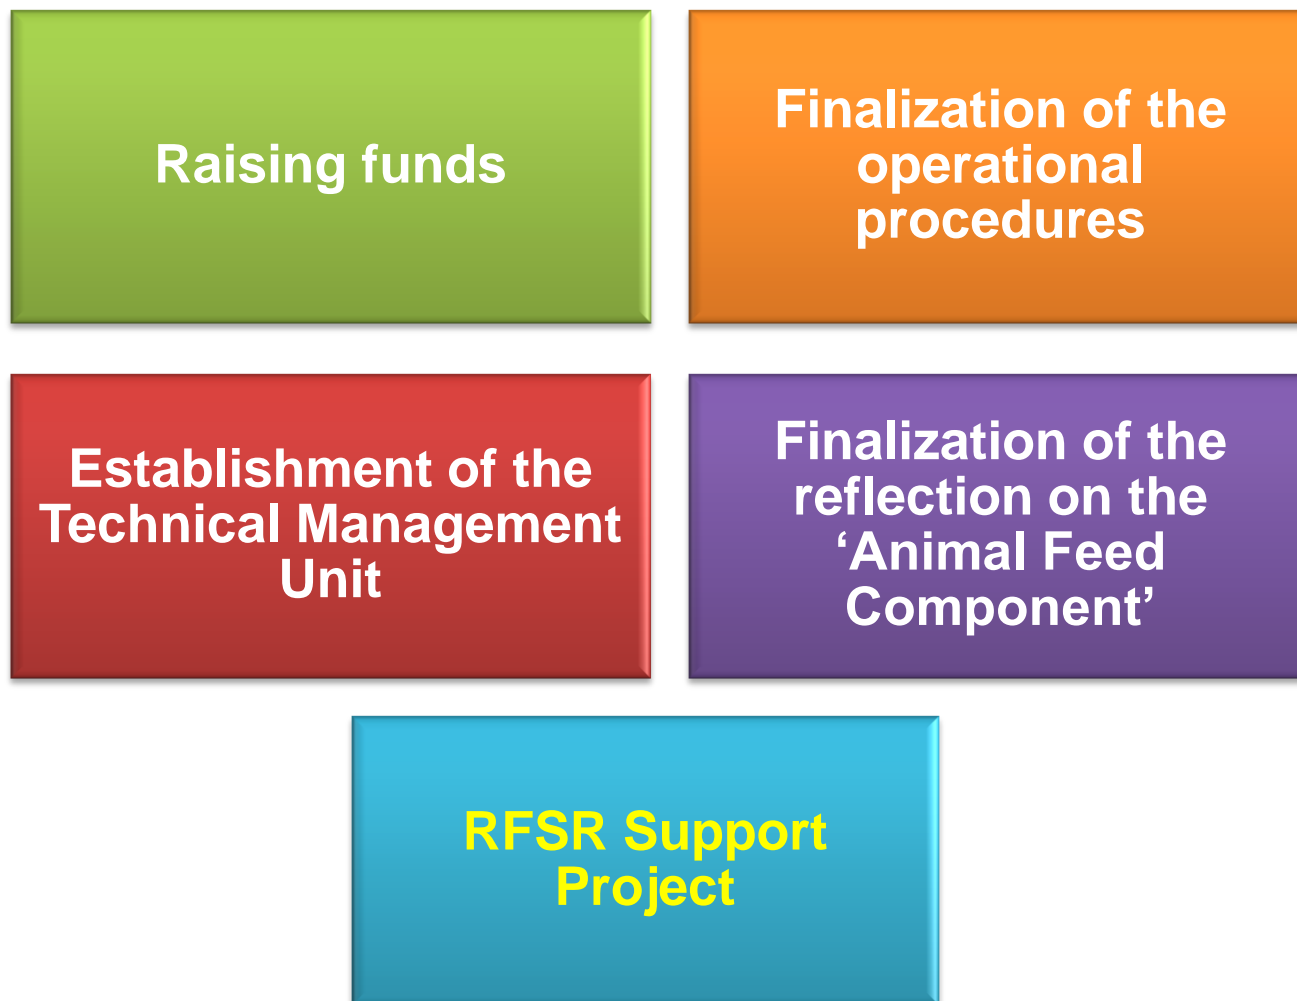 Raising funds
Finalization of the
operational
procedures
Establishment of the
Technical Management
Unit
Finalization of the
reflection on the
‘Animal Feed
Component’
RFSR Support
Project